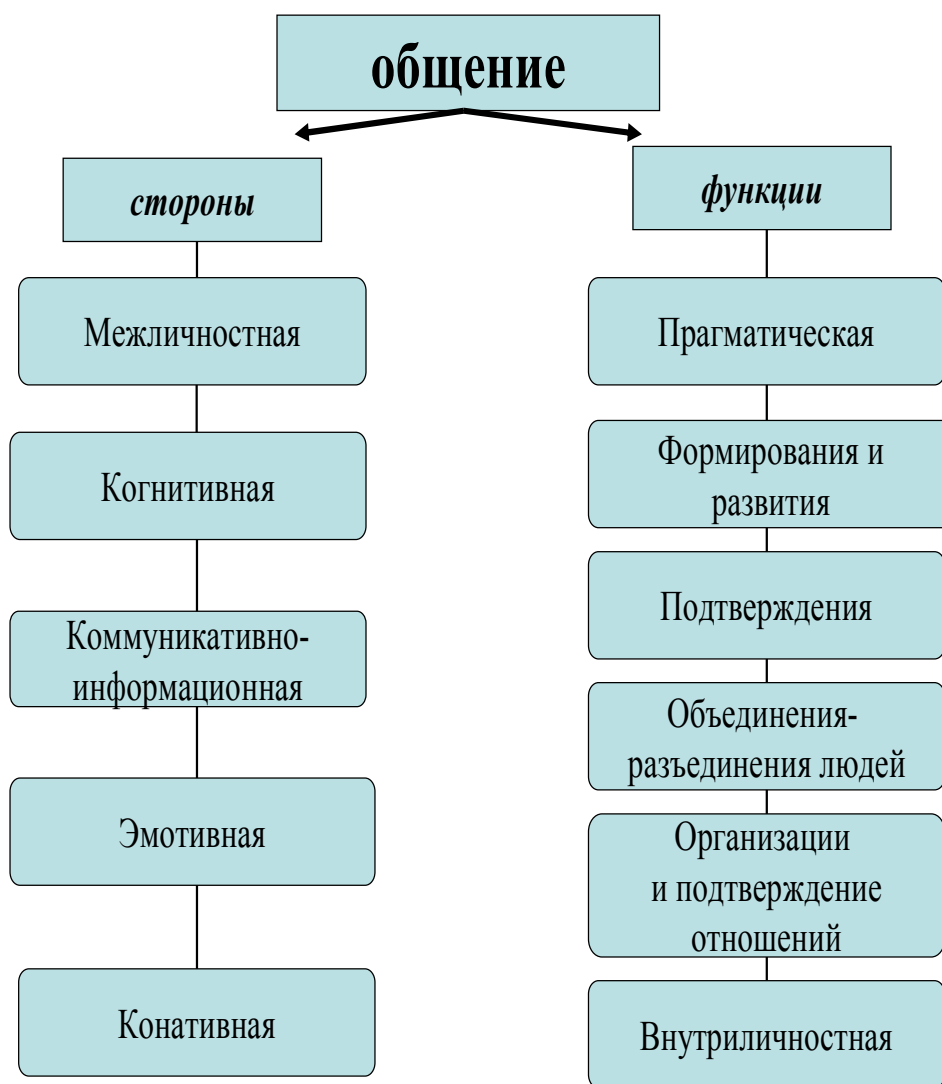 общение
стороны
функции
Межличностная
Когнитивная
Коммуникативно-
информационная
Эмотивная
Конативная
Прагматическая
Формирования и
развития
Подтверждения
Объединения-
разъединения людей
Организации
и подтверждение
отношений
Внутриличностная